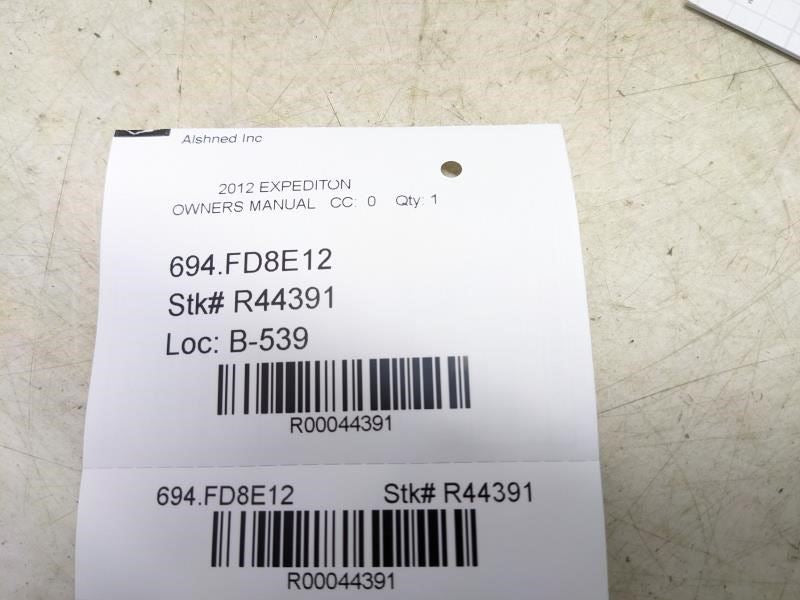 Alshned Inc
2012 EXPEDITON
OWNERS MANUAL CC: 0 Qty: 1
694.FD8E12
Stk# R44391
Loc: B-539
R00044391
694.FD8E12 Stk# R44391
R00044391